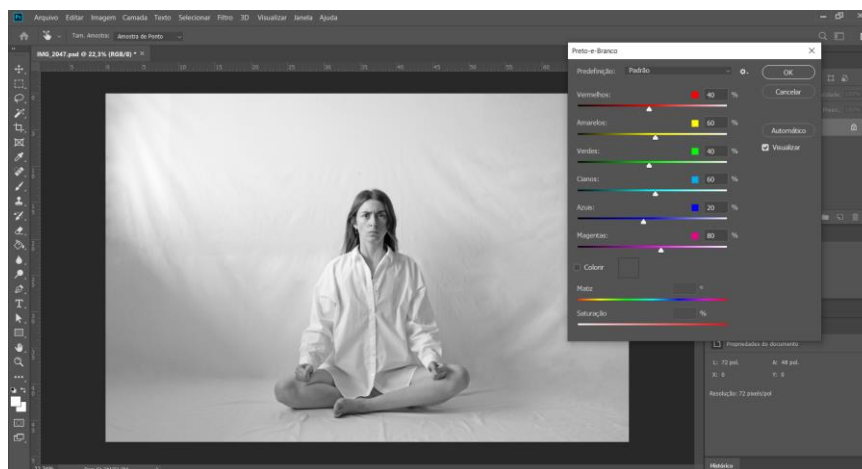 Arquivo Editar Imagem Camada Texto Selecionar Filtro 3D Visualizar Janela Ajuda
Tam. Amostra: Amostra de Ponto
IMG_2047.psd @ 22,3% (RGB/8) * ×
Preto-e-Branco
Predefinição: Padrão
OK
Cancelar
Automático
Visualizar
Vermelhos: 40 %
Amarelos: 60 %
Verdes: 40 %
Cianos: 60 %
Azuis: 20 %
Magentas: 80 %
Colorir
Matiz °
Saturação %
Propriedades do documento
L: 72 pol. A: 48 pol.
X: 0 Y: 0
Resolução: 72 pixels/pol
Histórico